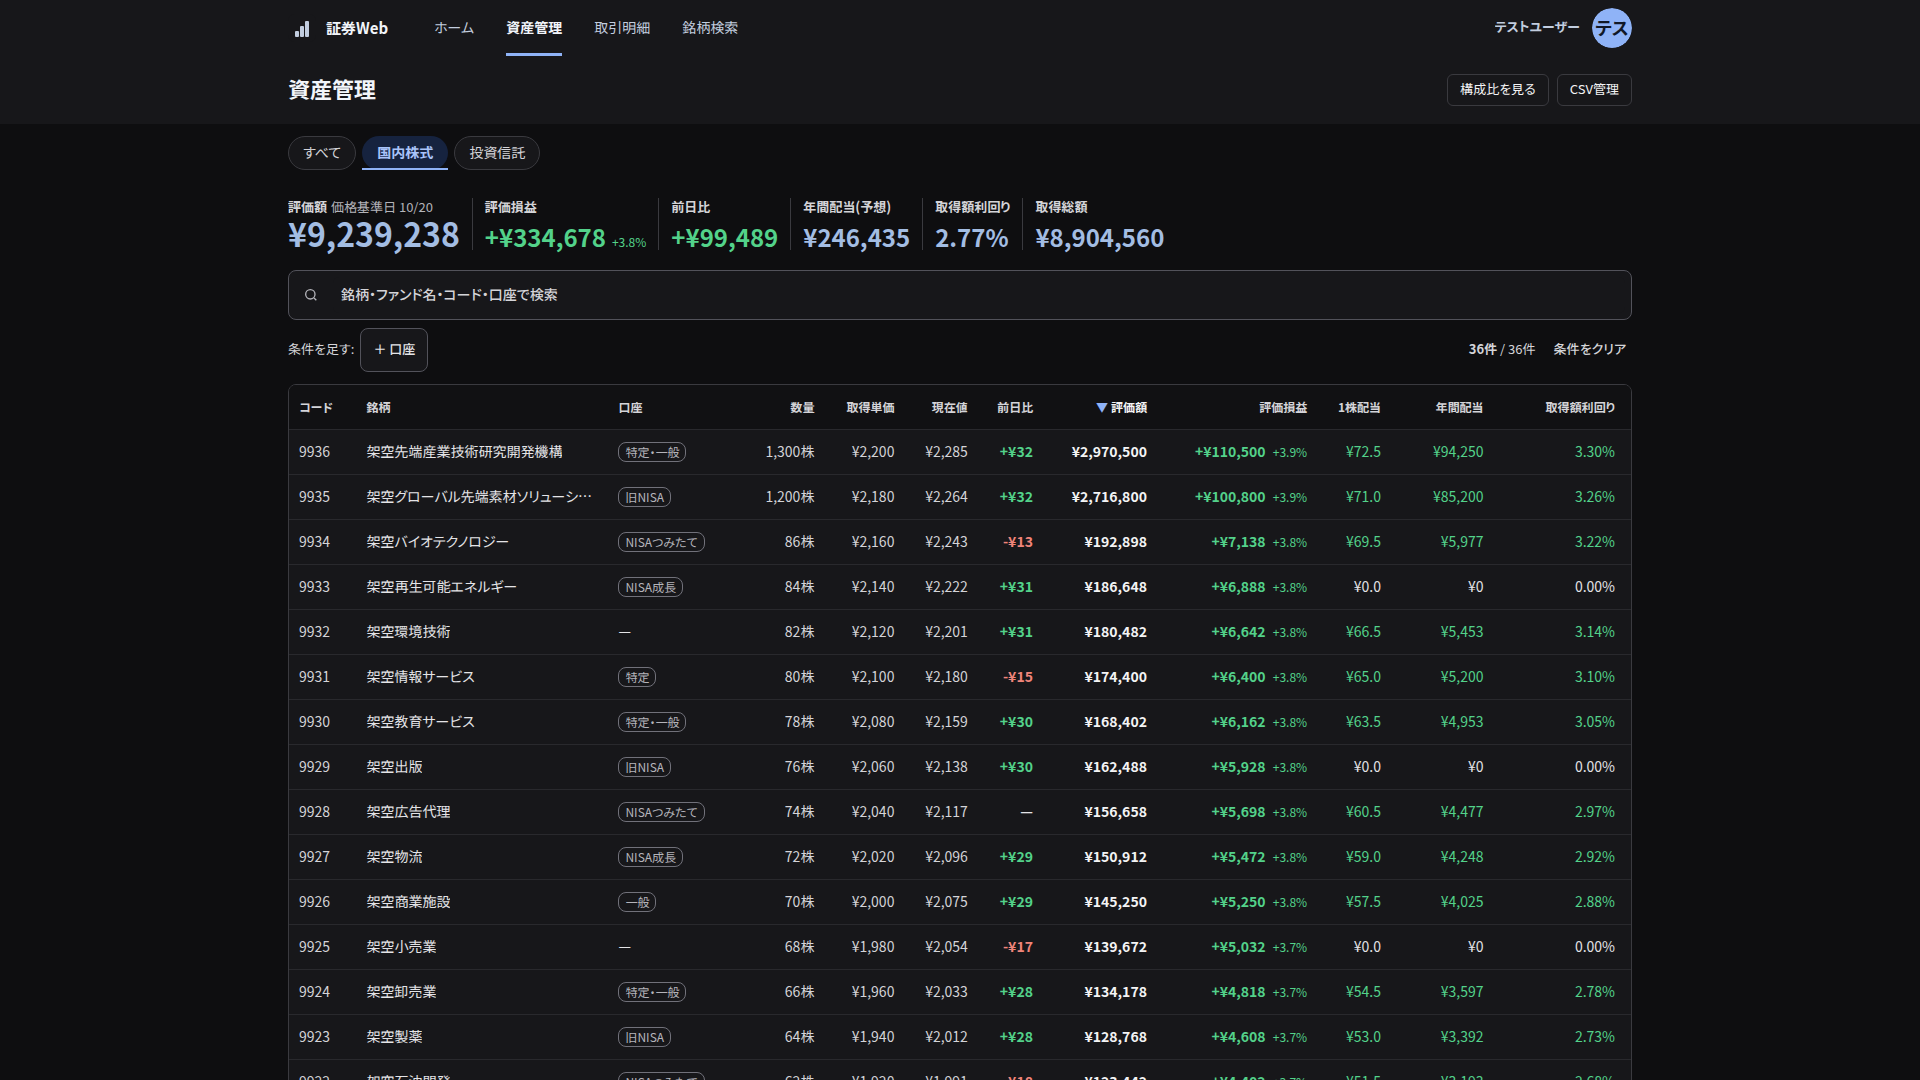 証券Web ホーム 資産管理 取引明細 銘柄検索 テストユーザー テス
資産管理 構成比を見る CSV管理
すべて 国内株式 投資信託
評価額 価格基準日 10/20 評価損益 前日比 年間配当(予想) 取得額利回り 取得総額
¥9,239,238 +¥334,678 +3.8% +¥99,489 ¥246,435 2.77% ¥8,904,560
銘柄・ファンド名・コード・口座で検索
条件を足す: ＋ 口座 36件 / 36件 条件をクリア
コード 銘柄 口座 数量 取得単価 現在値 前日比 ▼ 評価額 評価損益 1株配当 年間配当 取得額利回り
9936 架空先端産業技術研究開発機構 特定・一般 1,300株 ¥2,200 ¥2,285 +¥32 ¥2,970,500 +¥110,500 +3.9% ¥72.5 ¥94,250 3.30%
9935 架空グローバル先端素材ソリューシ… 旧NISA 1,200株 ¥2,180 ¥2,264 +¥32 ¥2,716,800 +¥100,800 +3.9% ¥71.0 ¥85,200 3.26%
9934 架空バイオテクノロジー NISAつみたて 86株 ¥2,160 ¥2,243 -¥13 ¥192,898 +¥7,138 +3.8% ¥69.5 ¥5,977 3.22%
9933 架空再生可能エネルギー NISA成長 84株 ¥2,140 ¥2,222 +¥31 ¥186,648 +¥6,888 +3.8% ¥0.0 ¥0 0.00%
9932 架空環境技術 — 82株 ¥2,120 ¥2,201 +¥31 ¥180,482 +¥6,642 +3.8% ¥66.5 ¥5,453 3.14%
9931 架空情報サービス 特定 80株 ¥2,100 ¥2,180 -¥15 ¥174,400 +¥6,400 +3.8% ¥65.0 ¥5,200 3.10%
9930 架空教育サービス 特定・一般 78株 ¥2,080 ¥2,159 +¥30 ¥168,402 +¥6,162 +3.8% ¥63.5 ¥4,953 3.05%
9929 架空出版 旧NISA 76株 ¥2,060 ¥2,138 +¥30 ¥162,488 +¥5,928 +3.8% ¥0.0 ¥0 0.00%
9928 架空広告代理 NISAつみたて 74株 ¥2,040 ¥2,117 — ¥156,658 +¥5,698 +3.8% ¥60.5 ¥4,477 2.97%
9927 架空物流 NISA成長 72株 ¥2,020 ¥2,096 +¥29 ¥150,912 +¥5,472 +3.8% ¥59.0 ¥4,248 2.92%
9926 架空商業施設 一般 70株 ¥2,000 ¥2,075 +¥29 ¥145,250 +¥5,250 +3.8% ¥57.5 ¥4,025 2.88%
9925 架空小売業 — 68株 ¥1,980 ¥2,054 -¥17 ¥139,672 +¥5,032 +3.7% ¥0.0 ¥0 0.00%
9924 架空卸売業 特定・一般 66株 ¥1,960 ¥2,033 +¥28 ¥134,178 +¥4,818 +3.7% ¥54.5 ¥3,597 2.78%
9923 架空製薬 旧NISA 64株 ¥1,940 ¥2,012 +¥28 ¥128,768 +¥4,608 +3.7% ¥53.0 ¥3,392 2.73%